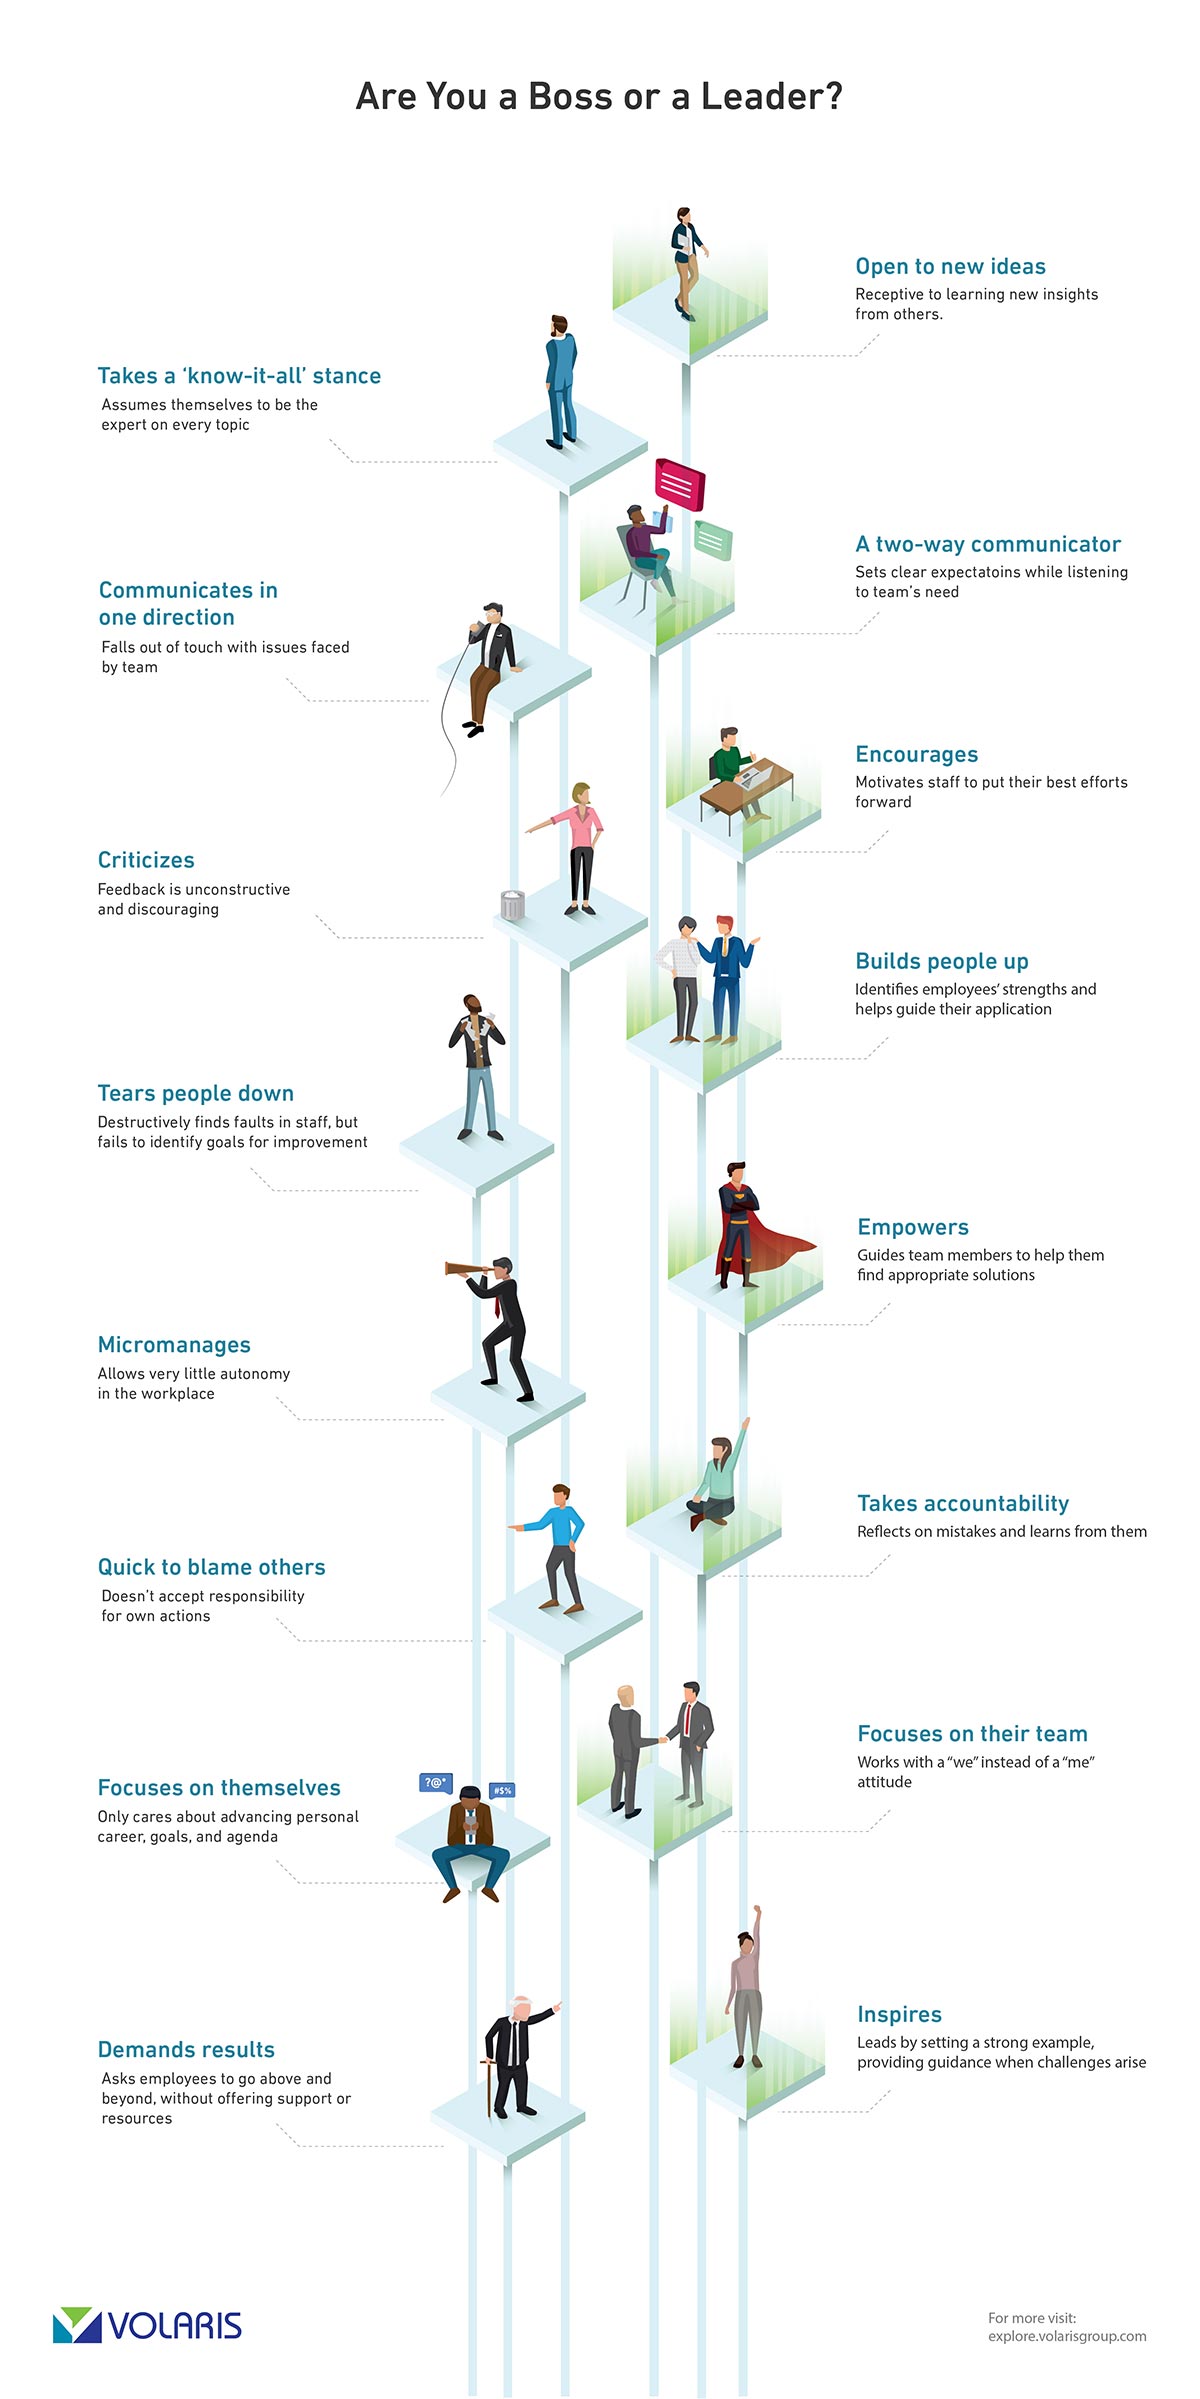 Are You a Boss or a Leader?
Open to new ideas
Receptive to learning new insights
from others.
Takes a ‘know-it-all’ stance
Assumes themselves to be the
expert on every topic
A two-way communicator
Sets clear expectatoins while listening
to team’s need
Communicates in
one direction
Falls out of touch with issues faced
by team
Encourages
Motivates staff to put their best efforts
forward
Criticizes
Feedback is unconstructive
and discouraging
Builds people up
Identifies employees’ strengths and
helps guide their application
Tears people down
Destructively finds faults in staff, but
fails to identify goals for improvement
Empowers
Guides team members to help them
find appropriate solutions
Micromanages
Allows very little autonomy
in the workplace
Takes accountability
Reflects on mistakes and learns from them
Quick to blame others
Doesn’t accept responsibility
for own actions
Focuses on their team
Works with a “we” instead of a “me”
attitude
Focuses on themselves
Only cares about advancing personal
career, goals, and agenda
?@*
#$%
Inspires
Leads by setting a strong example,
providing guidance when challenges arise
Demands results
Asks employees to go above and
beyond, without offering support or
resources
VOLARIS
For more visit:
explore.volarisgroup.com